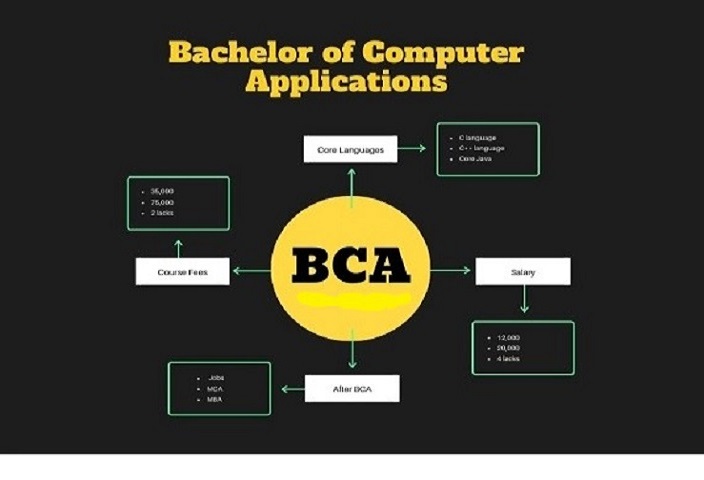 Bachelor of Computer
Applications
Core Languages
C language
C++ language
Core Java
35,000
75,000
2 lacks
Course Fees
BCA
Salary
12,000
20,000
4 lacks
After BCA
Jobs
MCA
MBA